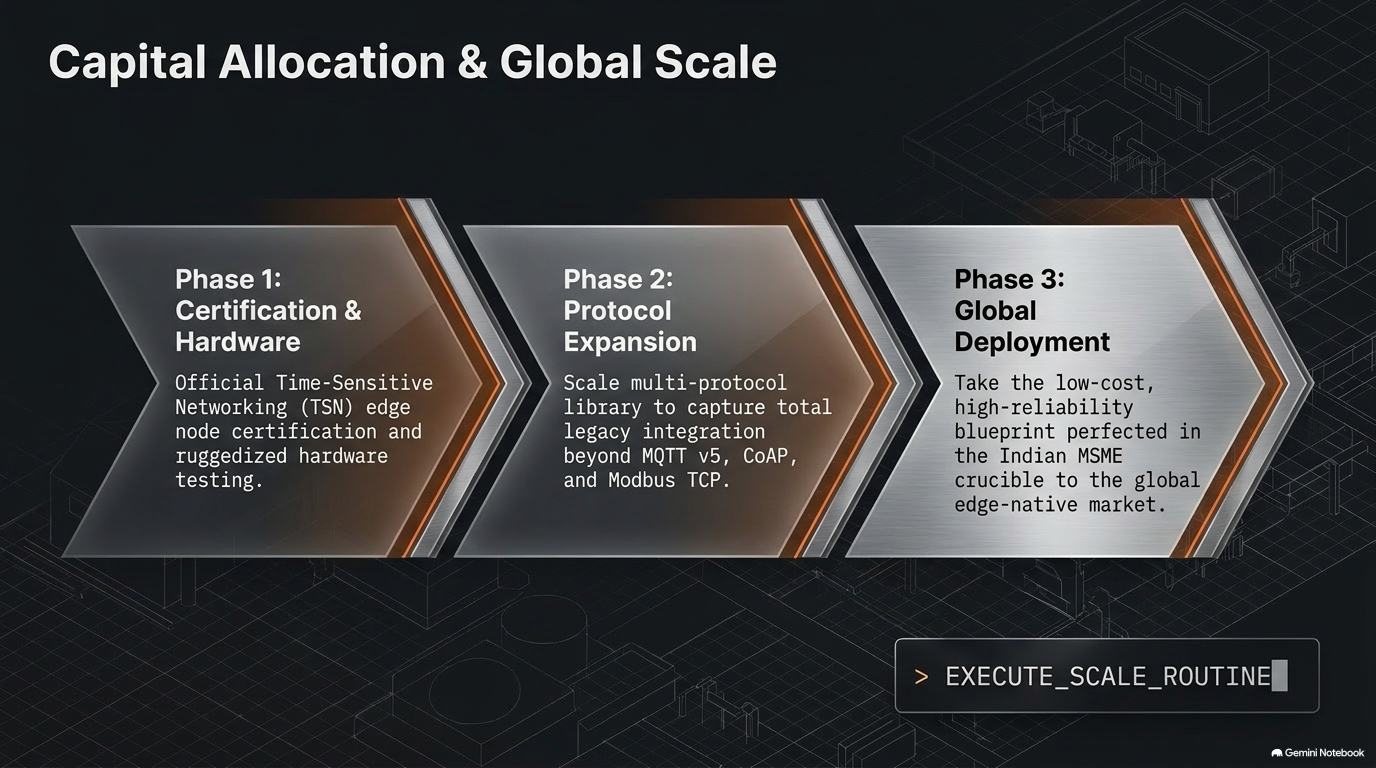 Capital Allocation & Global Scale
Phase 1:
Certification &
Hardware
Official Time-Sensitive
Networking (TSN) edge
node certification and
ruggedized hardware
testing.
Phase 2:
Protocol
Expansion
Scale multi-protocol
library to capture total
legacy integration
beyond MQTT v5, CoAP,
and Modbus TCP.
Phase 3:
Global
Deployment
Take the low-cost,
high-reliability
blueprint perfected in
the Indian MSME
crucible to the global
edge-native market.
> EXECUTE_SCALE_ROUTINE
Gemini Notebook